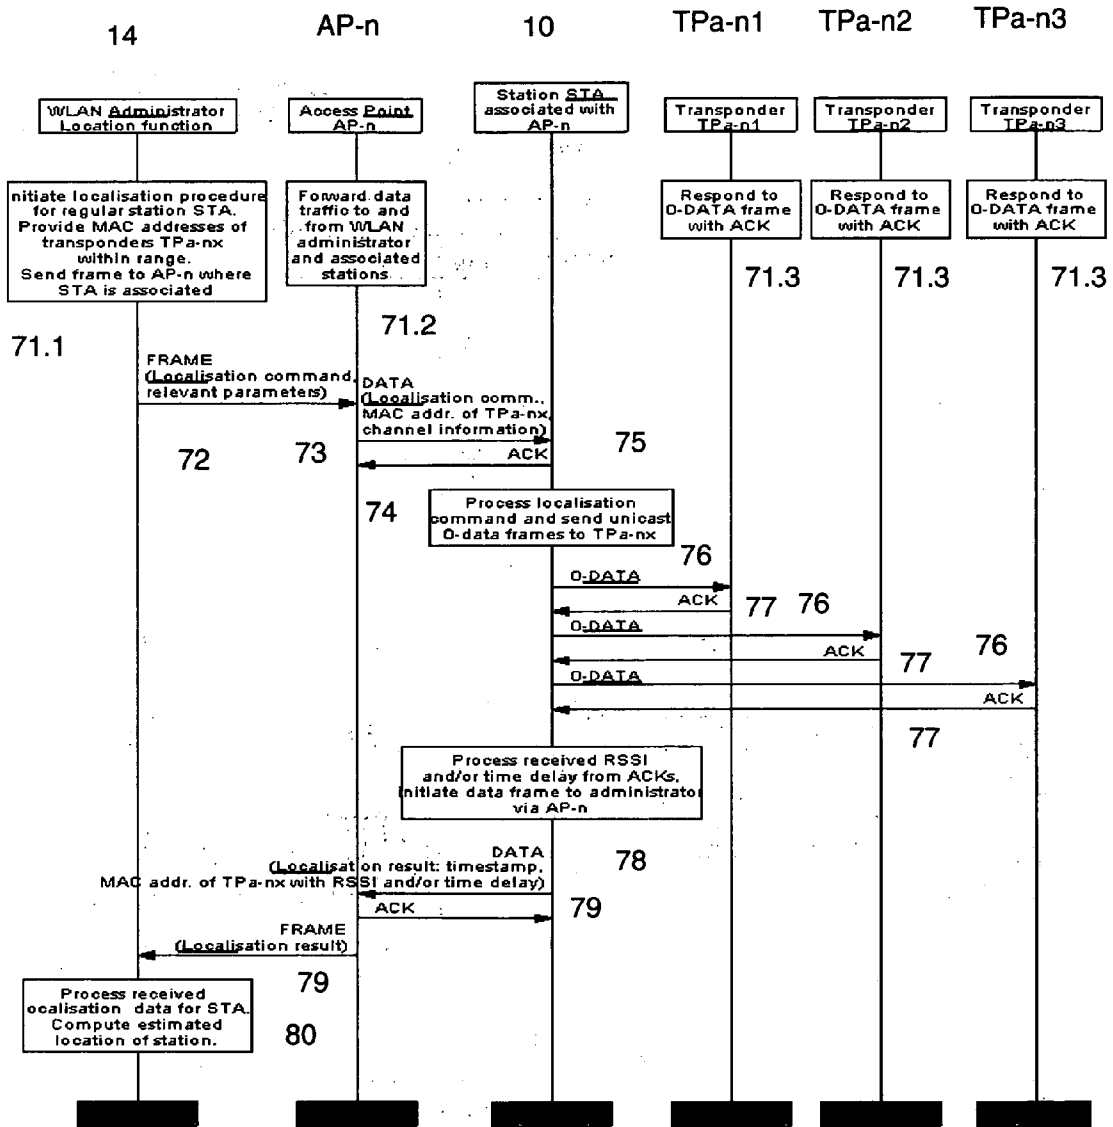 14
AP-n
10
TPa-n1
TPa-n2
TPa-n3
WLAN Administrator
Location function
Access Point
AP-n
Station STA
associated with
AP-n
Transponder
TPa-n1
Transponder
TPa-n2
Transponder
TPa-n3
nitiate localisation procedure
for regular station STA.
Provide MAC addresses of
transponders TPa-nx
within range.
Send frame to AP-n where
STA is associated
Forward data
traffic to and
from WLAN
administrator
and associated
stations
Respond to
0-DATA frame
with ACK
Respond to
0-DATA frame
with ACK
Respond to
0-DATA frame
with ACK
71.3
71.3
71.3
71.2
71.1
FRAME
(Localisation command,
relevant parameters)
DATA
(Localisation comm.,
MAC addr. of TPa-nx,
channel information)
72
73
ACK
75
74
Process localisation
command and send unicast
0-data frames to TPa-nx
76
0-DATA
ACK
77
76
0-DATA
ACK
77
76
0-DATA
ACK
77
Process received RSSI
and/or time delay from ACKs,
initiate data frame to administrator
via AP-n
DATA
(Localisation result: timestamp,
MAC addr. of TPa-nx with RSSI and/or time delay)
78
ACK
79
FRAME
(Localisation result)
79
Process received
ocalisation data for STA.
Compute estimated
location of station.
80